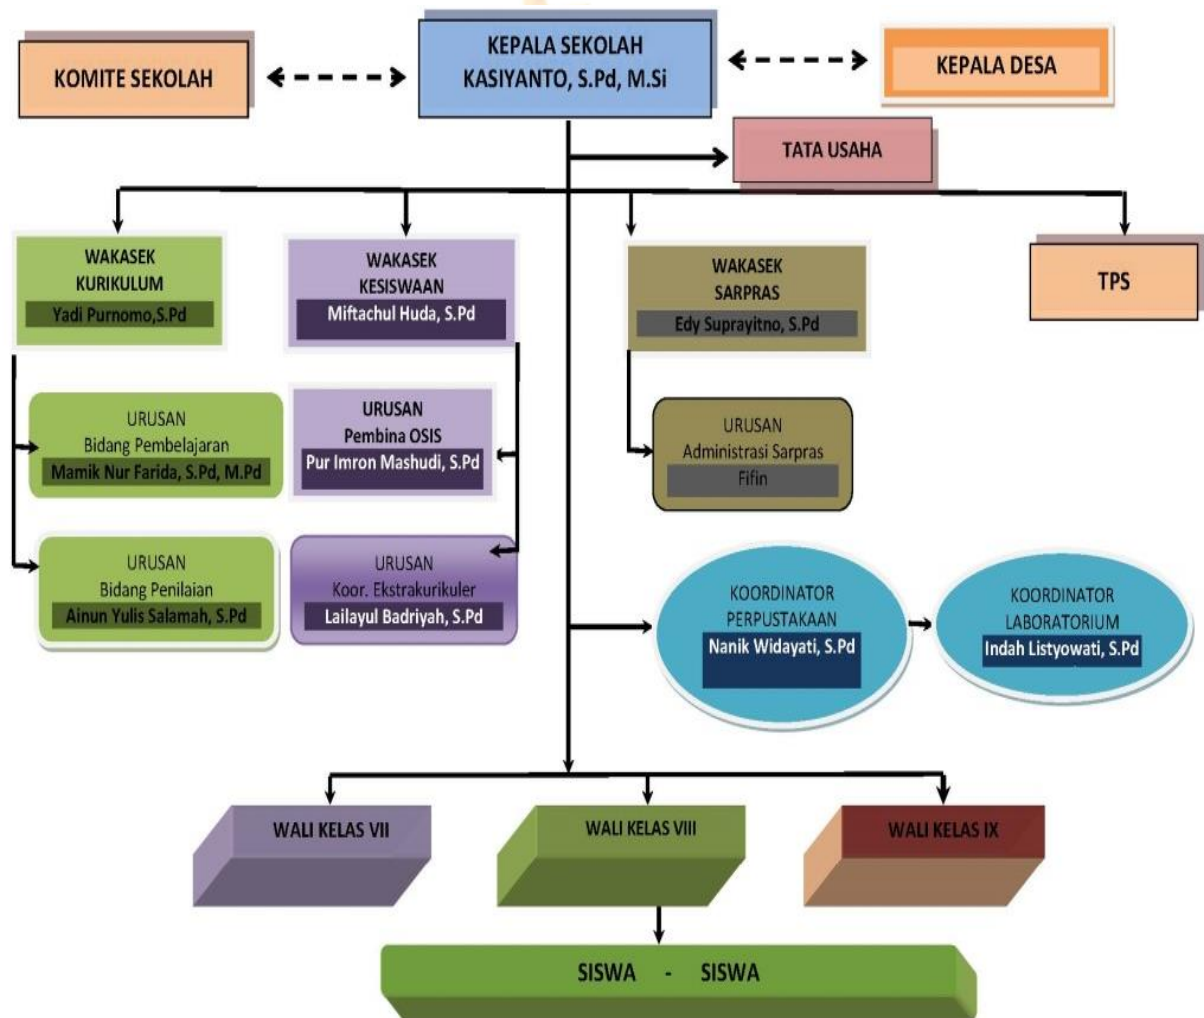 KOMITE SEKOLAH
KEPALA SEKOLAH
KASIYANTO, S.Pd, M.Si
KEPALA DESA
TATA USAHA
WAKASEK
KURIKULUM
Yadi Purnomo,S.Pd
WAKASEK
KESISWAAN
Miftachul Huda, S.Pd
WAKASEK
SARPRAS
Edy Suprayitno, S.Pd
TPS
URUSAN
Bidang Pembelajaran
Mamik Nur Farida, S.Pd, M.Pd
URUSAN
Pembina OSIS
Pur Imron Mashudi, S.Pd
URUSAN
Administrasi Sarpras
Fifin
URUSAN
Bidang Penilaian
Ainun Yulis Salamah, S.Pd
URUSAN
Koor. Ekstrakurikuler
Lailayul Badriyah, S.Pd
KOORDINATOR
PERPUSTAKAAN
Nanik Widayati, S.Pd
KOORDINATOR
LABORATORIUM
Indah Listyowati, S.Pd
WALI KELAS VII
WALI KELAS VIII
WALI KELAS IX
SISWA - SISWA